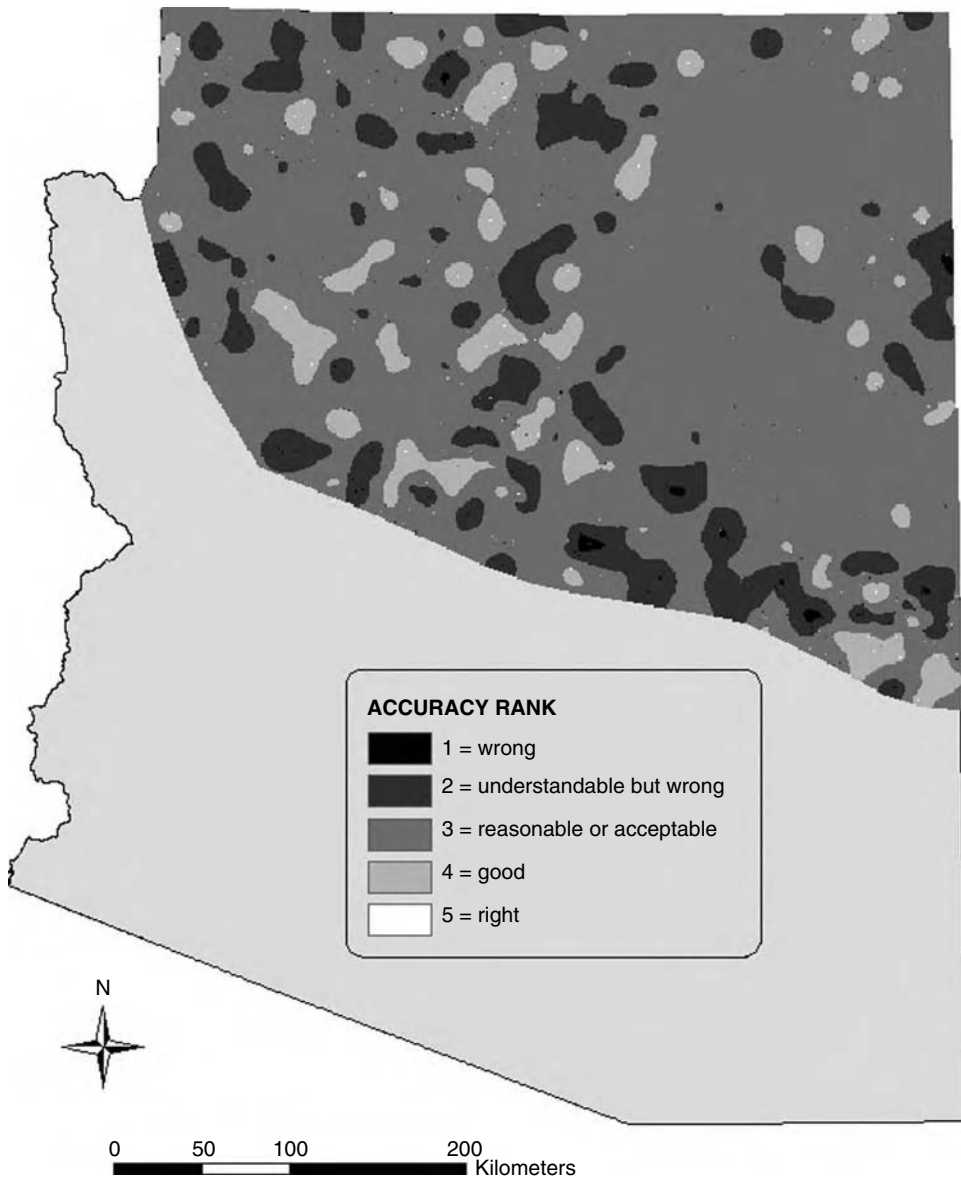 ACCURACY RANK
1 = wrong
2 = understandable but wrong
3 = reasonable or acceptable
4 = good
5 = right
N
0 50 100 200
Kilometers